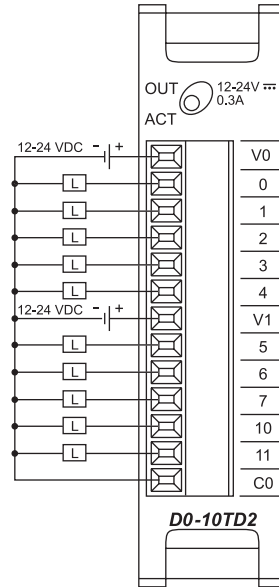 OUT 12-24V ⎓
0.3A
ACT
12-24 VDC - + V0
L 0
L 1
L 2
L 3
L 4
12-24 VDC - + V1
L 5
L 6
L 7
L 10
L 11
C0
D0-10TD2